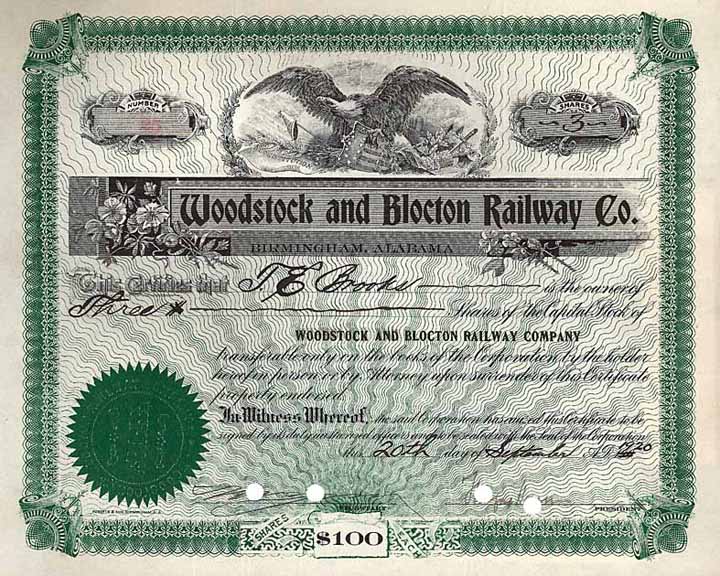 NUMBER
SHARES
3
Woodstock and Blocton Railway Co.
BIRMINGHAM, ALABAMA
This Certifies that T E Brooks is the owner of
Three Shares of the Capital Stock of
WOODSTOCK AND BLOCTON RAILWAY COMPANY
transferable only on the books of the Corporation by the holder
hereof in person or by Attorney upon surrender of this Certificate
properly endorsed.
In Witness Whereof, the said Corporation has caused this Certificate to be
signed by its duly authorized officers and to be sealed with the Seal of the Corporation
this 20th day of September A.D. 1920
SECRETARY
PRESIDENT
SHARES $100 EACH